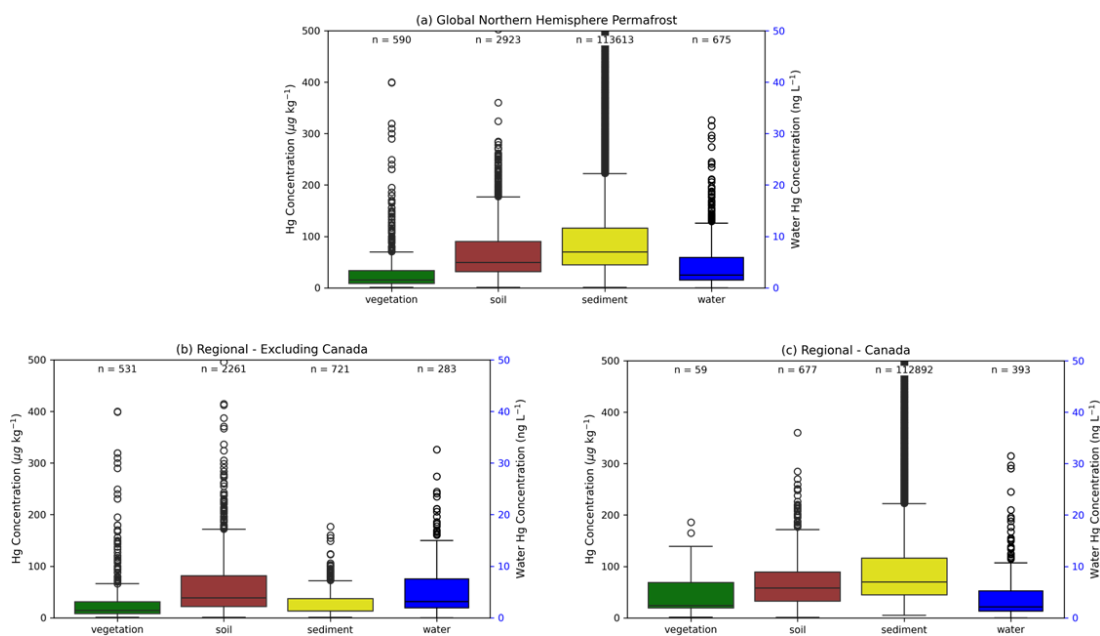 (a) Global Northern Hemisphere Permafrost
n = 590 n = 2923 n = 113613 n = 675
500
400
300
200
100
0
Hg Concentration (μg kg⁻¹)
50
40
30
20
10
0
Water Hg Concentration (ng L⁻¹)
vegetation soil sediment water
(b) Regional - Excluding Canada
n = 531 n = 2261 n = 721 n = 283
500
400
300
200
100
0
Hg Concentration (μg kg⁻¹)
50
40
30
20
10
0
Water Hg Concentration (ng L⁻¹)
vegetation soil sediment water
(c) Regional - Canada
n = 59 n = 677 n = 112892 n = 393
500
400
300
200
100
0
Hg Concentration (μg kg⁻¹)
50
40
30
20
10
0
Water Hg Concentration (ng L⁻¹)
vegetation soil sediment water